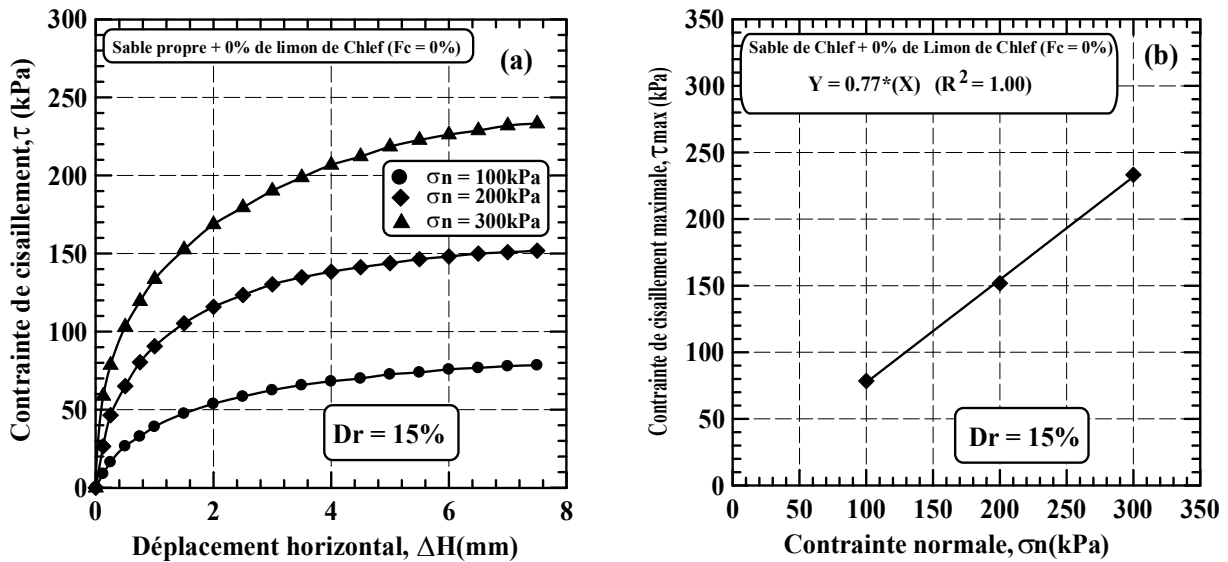 Sable propre + 0% de limon de Chlef (Fc = 0%)
(a)
σn = 100kPa
σn = 200kPa
σn = 300kPa
Dr = 15%
Contrainte de cisaillement,τ (kPa)
300
250
200
150
100
50
0
0 2 4 6 8
Déplacement horizontal, ΔH(mm)
Sable de Chlef + 0% de Limon de Chlef (Fc = 0%)
Y = 0.77*(X) (R² = 1.00)
(b)
Dr = 15%
Contrainte de cisaillement maximale, τmax (kPa)
350
300
250
200
150
100
50
0
0 50 100 150 200 250 300 350
Contrainte normale, σn(kPa)